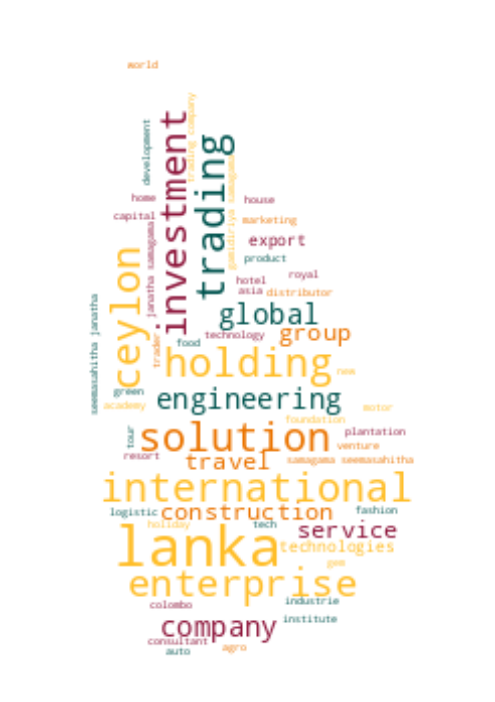 world
trading company
development
investment
trading
gamidiriya samagama
home
house
capital
marketing
janatha samagama
export
ceylon
product
hotel
royal
asia
distributor
seemasahitha janatha
global
group
technology
trader
food
holding
new
green
engineering
academy
motor
foundation
tour
solution
plantation
venture
resort
travel
samagama seemasahitha
international
logistic
construction
fashion
holiday
tech
service
lanka
technologies
gem
enterprise
colombo
industrie
company
institute
consultant
auto
agro